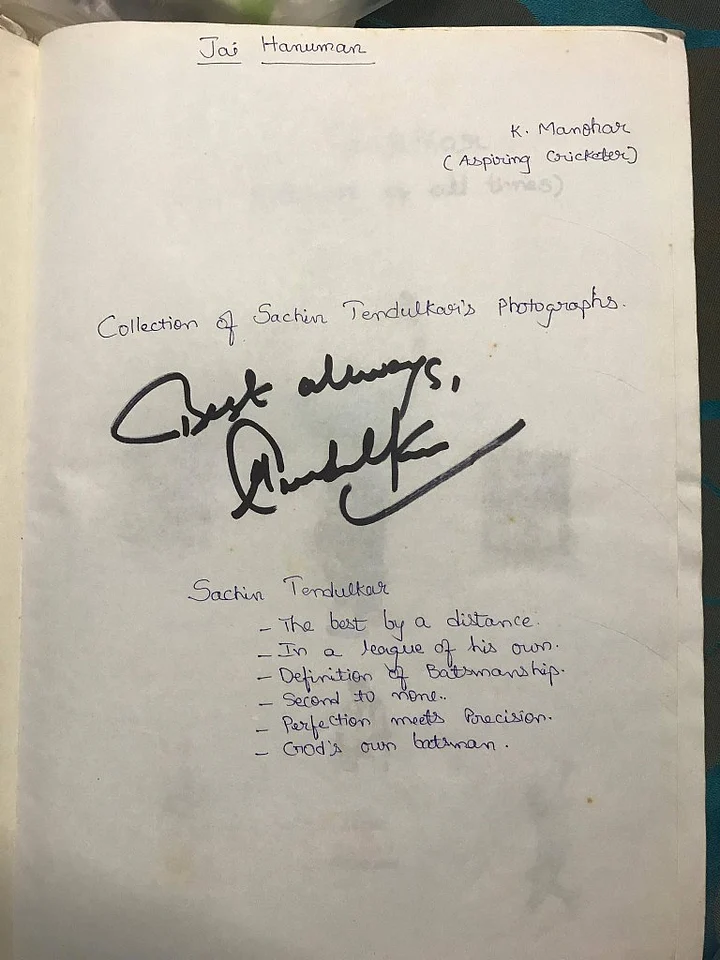 Jai Hanuman
K. Manohar
(Aspiring Cricketer)
Collection of Sachin Tendulkar's Photographs.
Best always,
Tendulkar
Sachin Tendulkar
- The best by a distance.
- In a league of his own.
- Definition of Batsmanship.
- Second to none..
- Perfection meets Precision.
- God's own batsman.